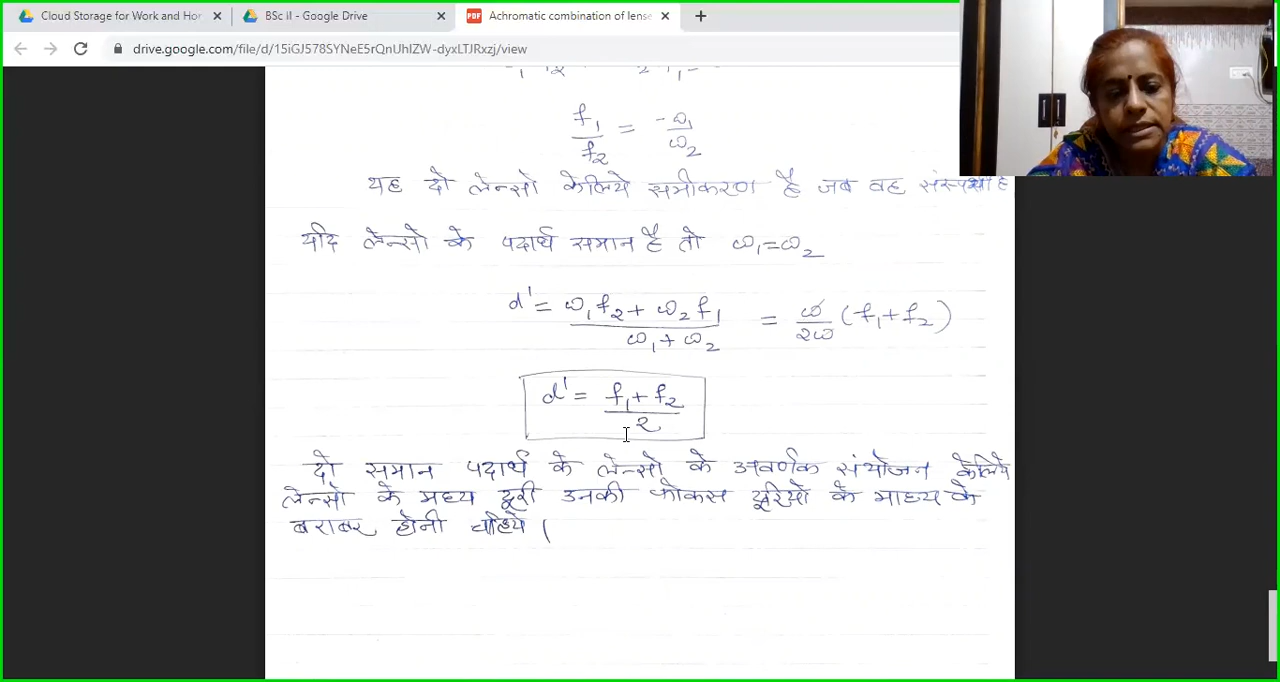 Cloud Storage for Work and Hor
BSc II - Google Drive
Achromatic combination of lense
drive.google.com/file/d/15iGJ578SYNeE5rQnUhIZW-dyxLTJRxzj/view
f₁/f₂ = -ω₁/ω₂
यह दो लेन्सो केलिये समीकरण है जब वह
यदि लेन्सो के पदार्थ समान है तो ω₁=ω₂
d' = ω₁f₂ + ω₂f₁ / ω₁ + ω₂ = ω/2ω (f₁+f₂)
d' = f₁+f₂ / 2
दो समान पदार्थ के लेन्सो के अवर्णक संयोजन केलिये
लेन्सो के मध्य दूरी उनकी फोकस दूरियो के माध्य के
बराबर होनी चाहिये |